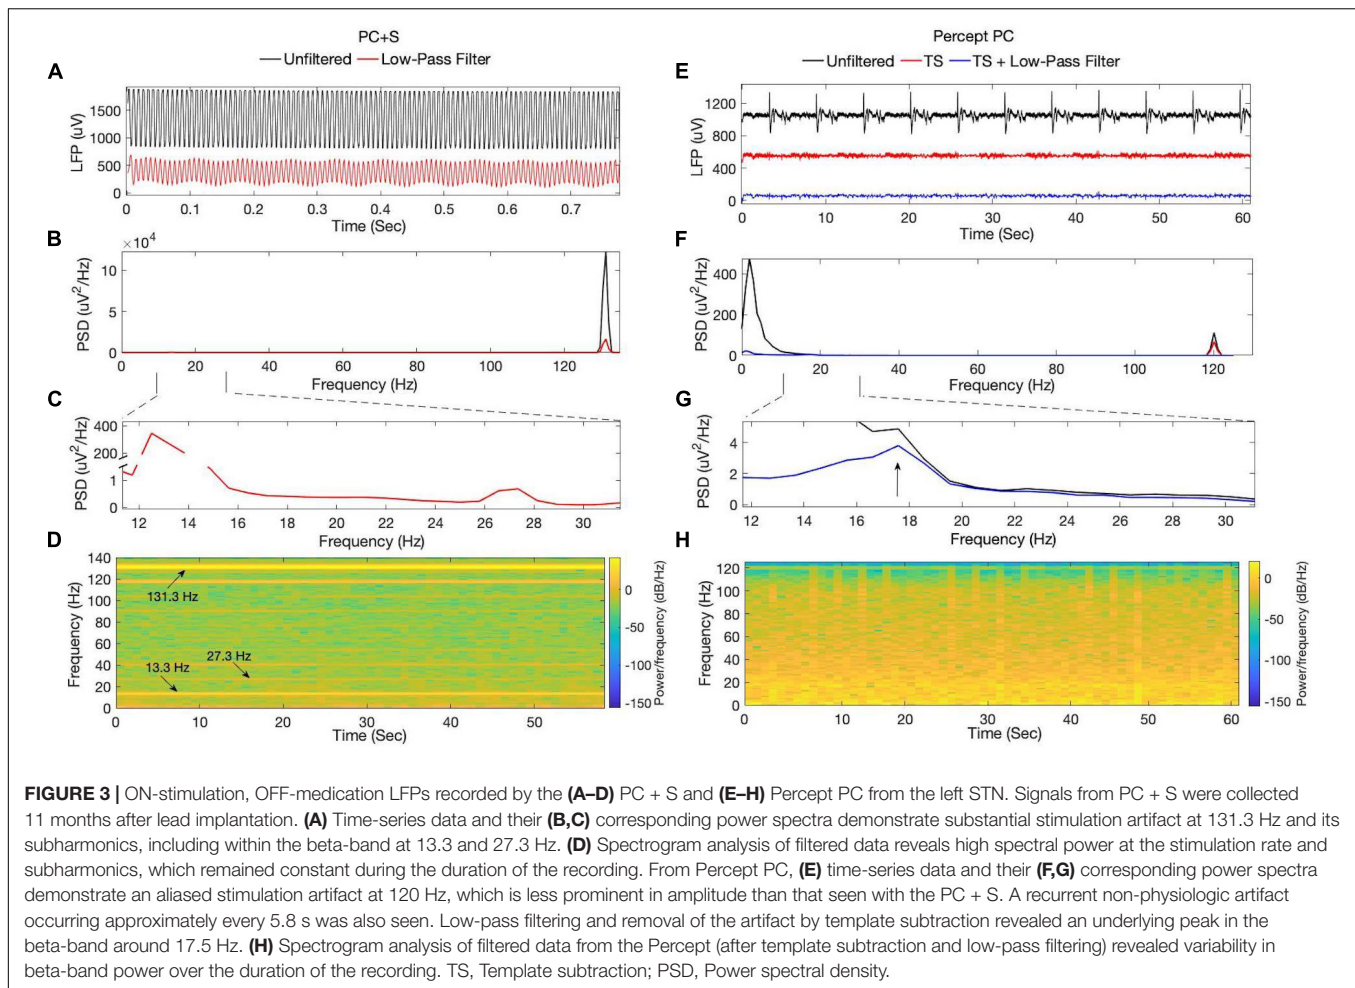 PC+S
Unfiltered Low-Pass Filter
A
LFP (uV)
1500
1000
500
0
0 0.1 0.2 0.3 0.4 0.5 0.6 0.7
Time (Sec)
B
×10⁴
PSD (uV²/Hz)
10
5
0
0 20 40 60 80 100 120
Frequency (Hz)
C
PSD (uV²/Hz)
400
200
1
0
12 14 16 18 20 22 24 26 28 30
Frequency (Hz)
D
Frequency (Hz)
140
120
100
80
60
40
20
0
131.3 Hz
27.3 Hz
13.3 Hz
0 10 20 30 40 50
Time (Sec)
0
-50
-100
-150
Power/frequency (dB/Hz)
Percept PC
Unfiltered TS TS + Low-Pass Filter
E
LFP (uV)
1200
800
400
0
0 10 20 30 40 50 60
Time (Sec)
F
PSD (uV²/Hz)
400
200
0
0 20 40 60 80 100 120
Frequency (Hz)
G
PSD (uV²/Hz)
4
2
0
12 14 16 18 20 22 24 26 28 30
Frequency (Hz)
H
Frequency (Hz)
120
100
80
60
40
20
0
0 10 20 30 40 50 60
Time (Sec)
0
-50
-100
-150
Power/frequency (dB/Hz)
FIGURE 3 | ON-stimulation, OFF-medication LFPs recorded by the (A–D) PC + S and (E–H) Percept PC from the left STN. Signals from PC + S were collected
11 months after lead implantation. (A) Time-series data and their (B,C) corresponding power spectra demonstrate substantial stimulation artifact at 131.3 Hz and its
subharmonics, including within the beta-band at 13.3 and 27.3 Hz. (D) Spectrogram analysis of filtered data reveals high spectral power at the stimulation rate and
subharmonics, which remained constant during the duration of the recording. From Percept PC, (E) time-series data and their (F,G) corresponding power spectra
demonstrate an aliased stimulation artifact at 120 Hz, which is less prominent in amplitude than that seen with the PC + S. A recurrent non-physiologic artifact
occurring approximately every 5.8 s was also seen. Low-pass filtering and removal of the artifact by template subtraction revealed an underlying peak in the
beta-band around 17.5 Hz. (H) Spectrogram analysis of filtered data from the Percept (after template subtraction and low-pass filtering) revealed variability in
beta-band power over the duration of the recording. TS, Template subtraction; PSD, Power spectral density.